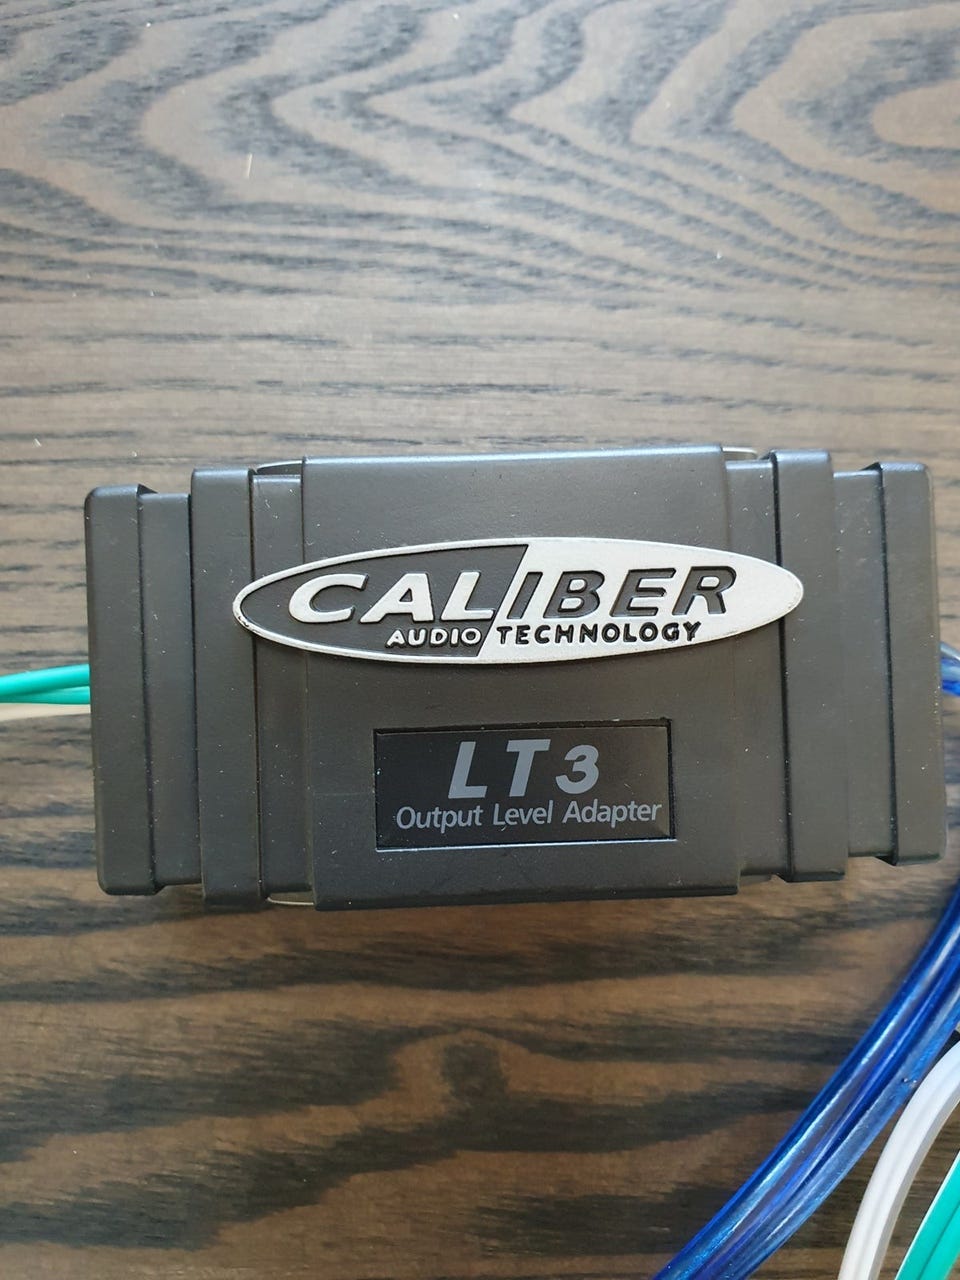 CALIBER
AUDIO TECHNOLOGY
LT3
Output Level Adapter